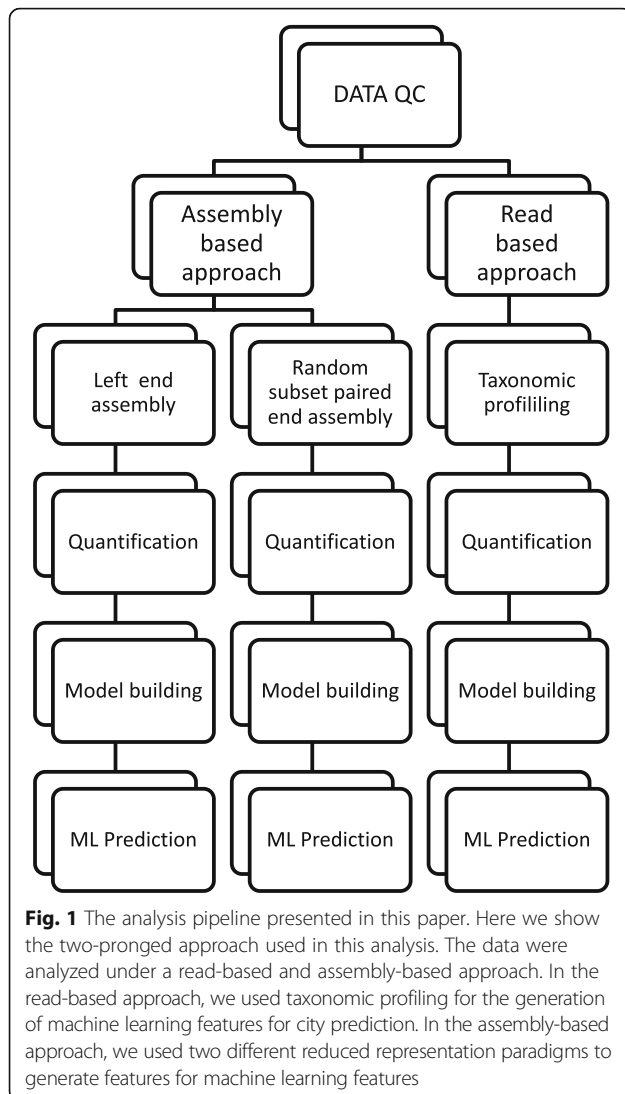 DATA QC
Assembly
based
approach
Read
based
approach
Left end
assembly
Random
subset paired
end assembly
Taxonomic
profililing
Quantification
Quantification
Quantification
Model building
Model building
Model building
ML Prediction
ML Prediction
ML Prediction
Fig. 1 The analysis pipeline presented in this paper. Here we show
the two-pronged approach used in this analysis. The data were
analyzed under a read-based and assembly-based approach. In the
read-based approach, we used taxonomic profiling for the generation
of machine learning features for city prediction. In the assembly-based
approach, we used two different reduced representation paradigms to
generate features for machine learning features